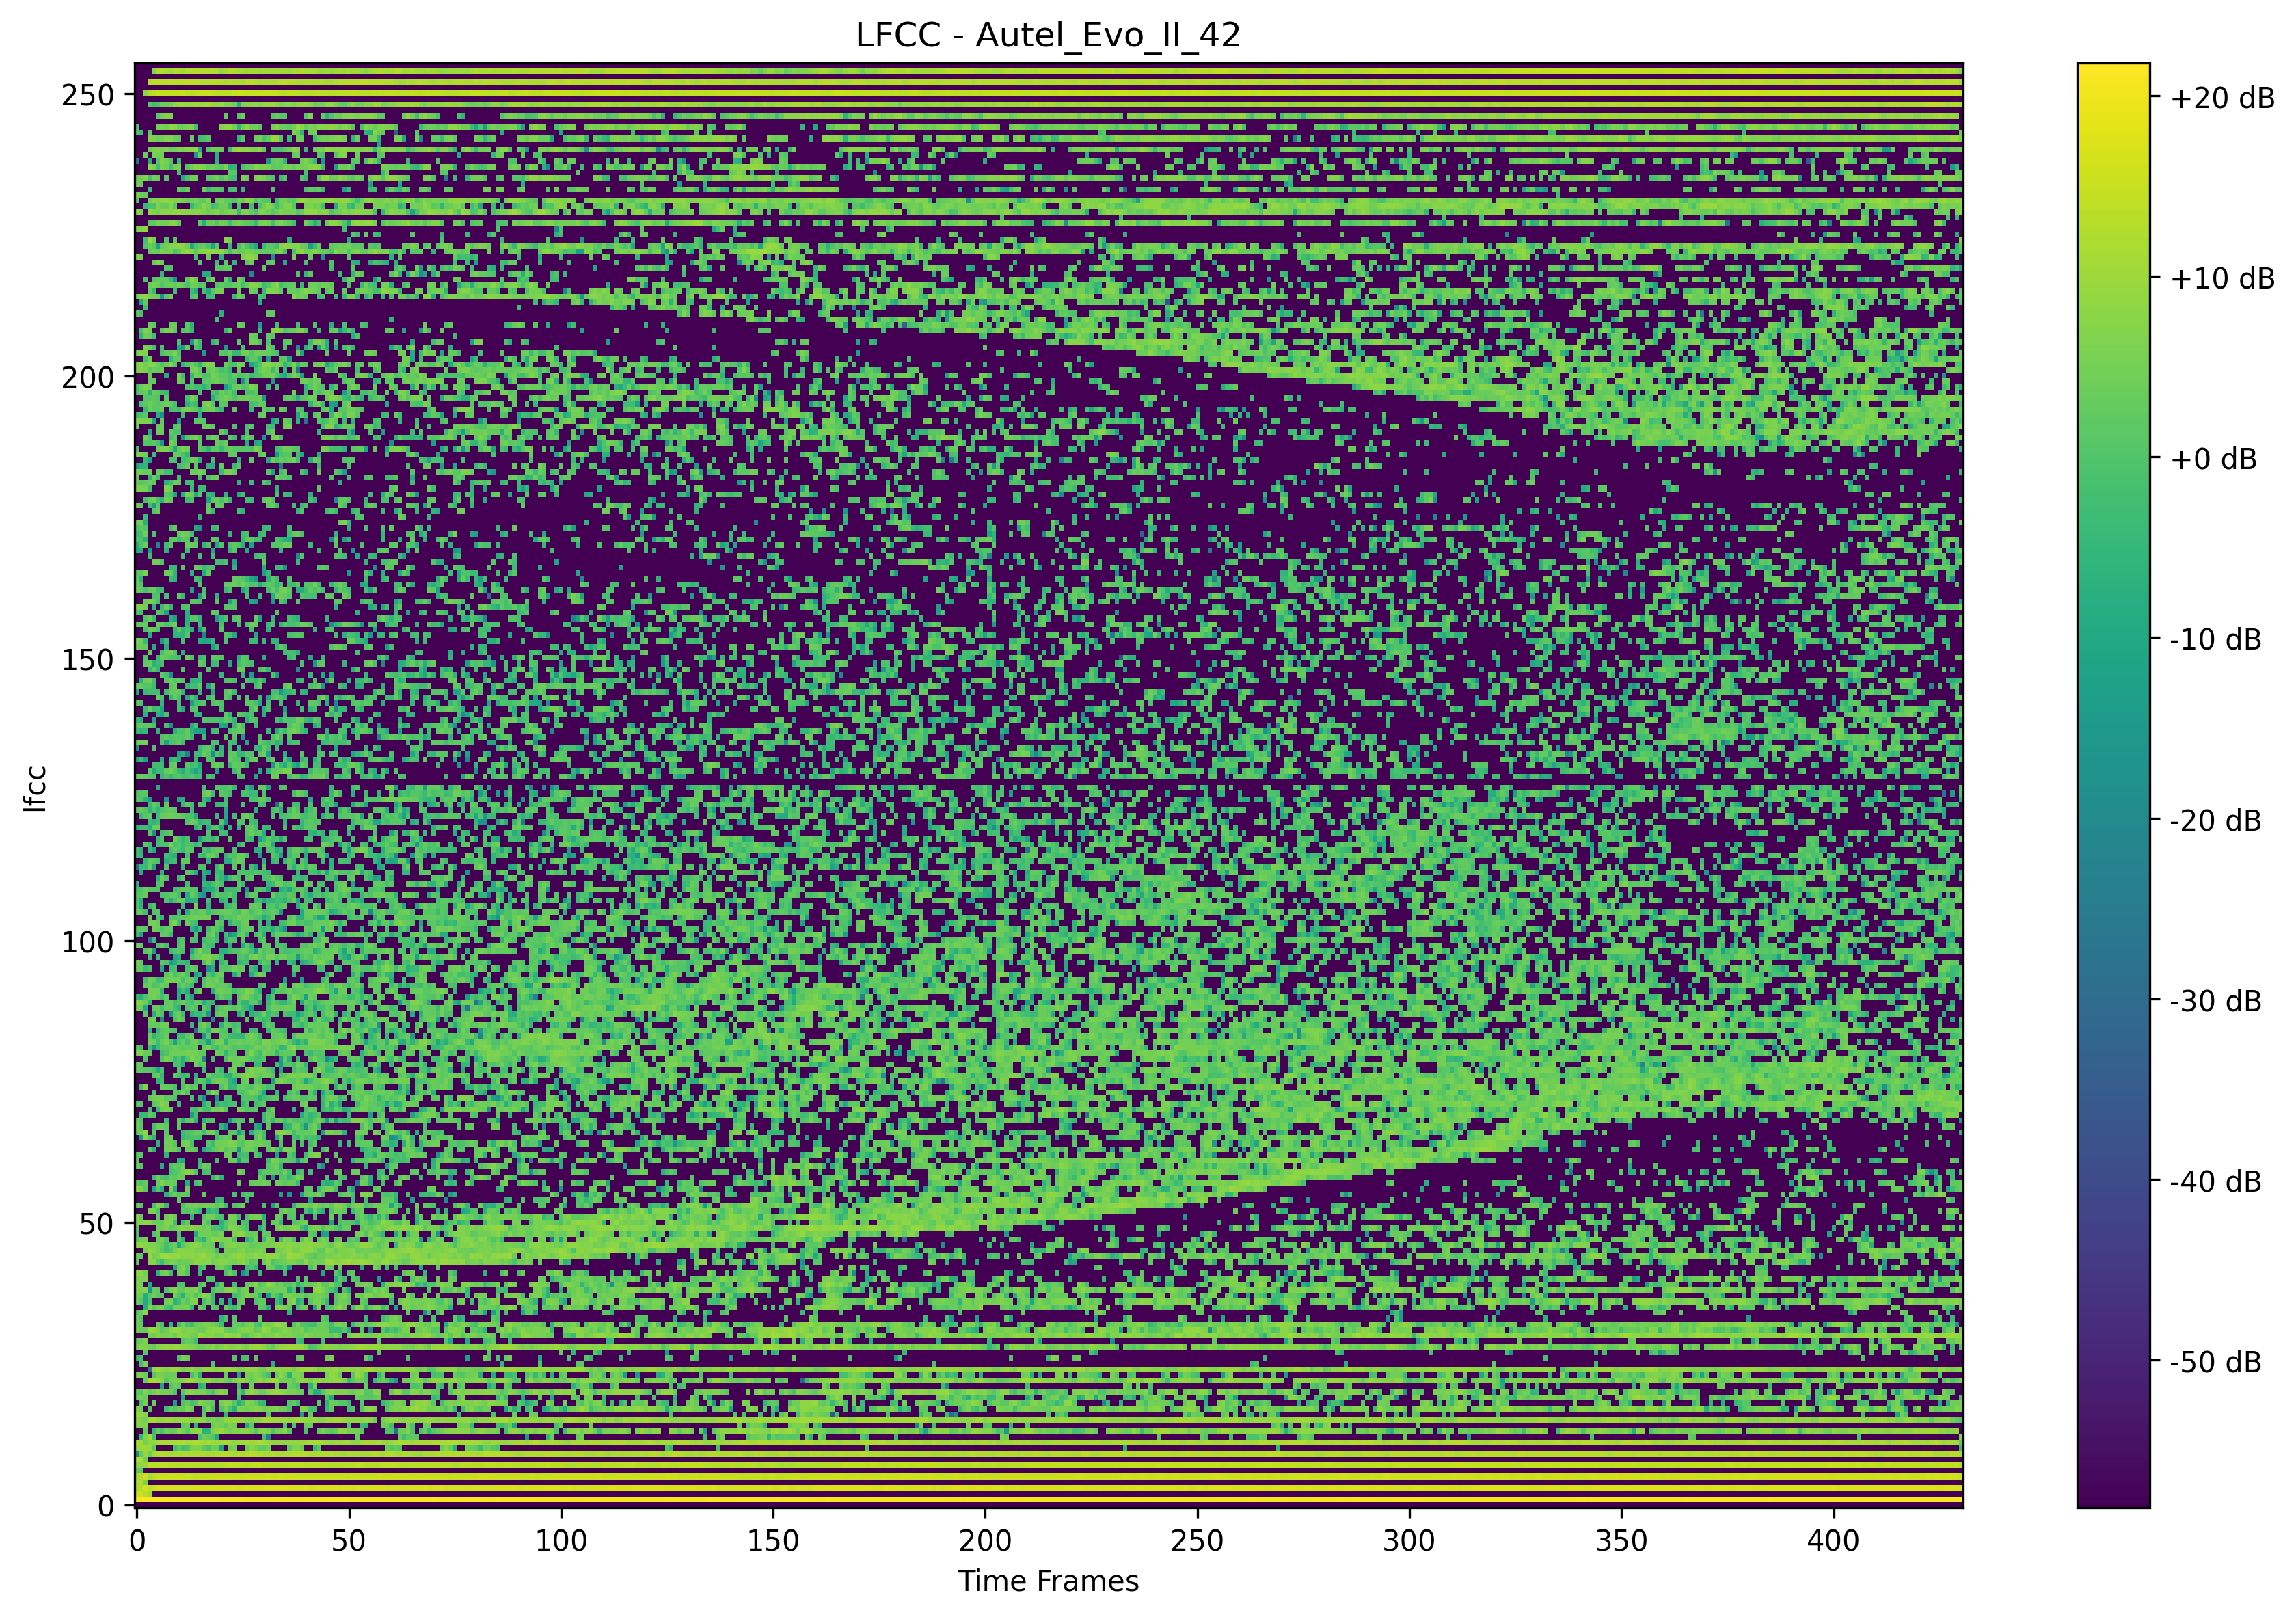 LFCC - Autel_Evo_II_42
250
200
150
100
50
0
lfcc
0 50 100 150 200 250 300 350 400
Time Frames
+20 dB
+10 dB
+0 dB
-10 dB
-20 dB
-30 dB
-40 dB
-50 dB